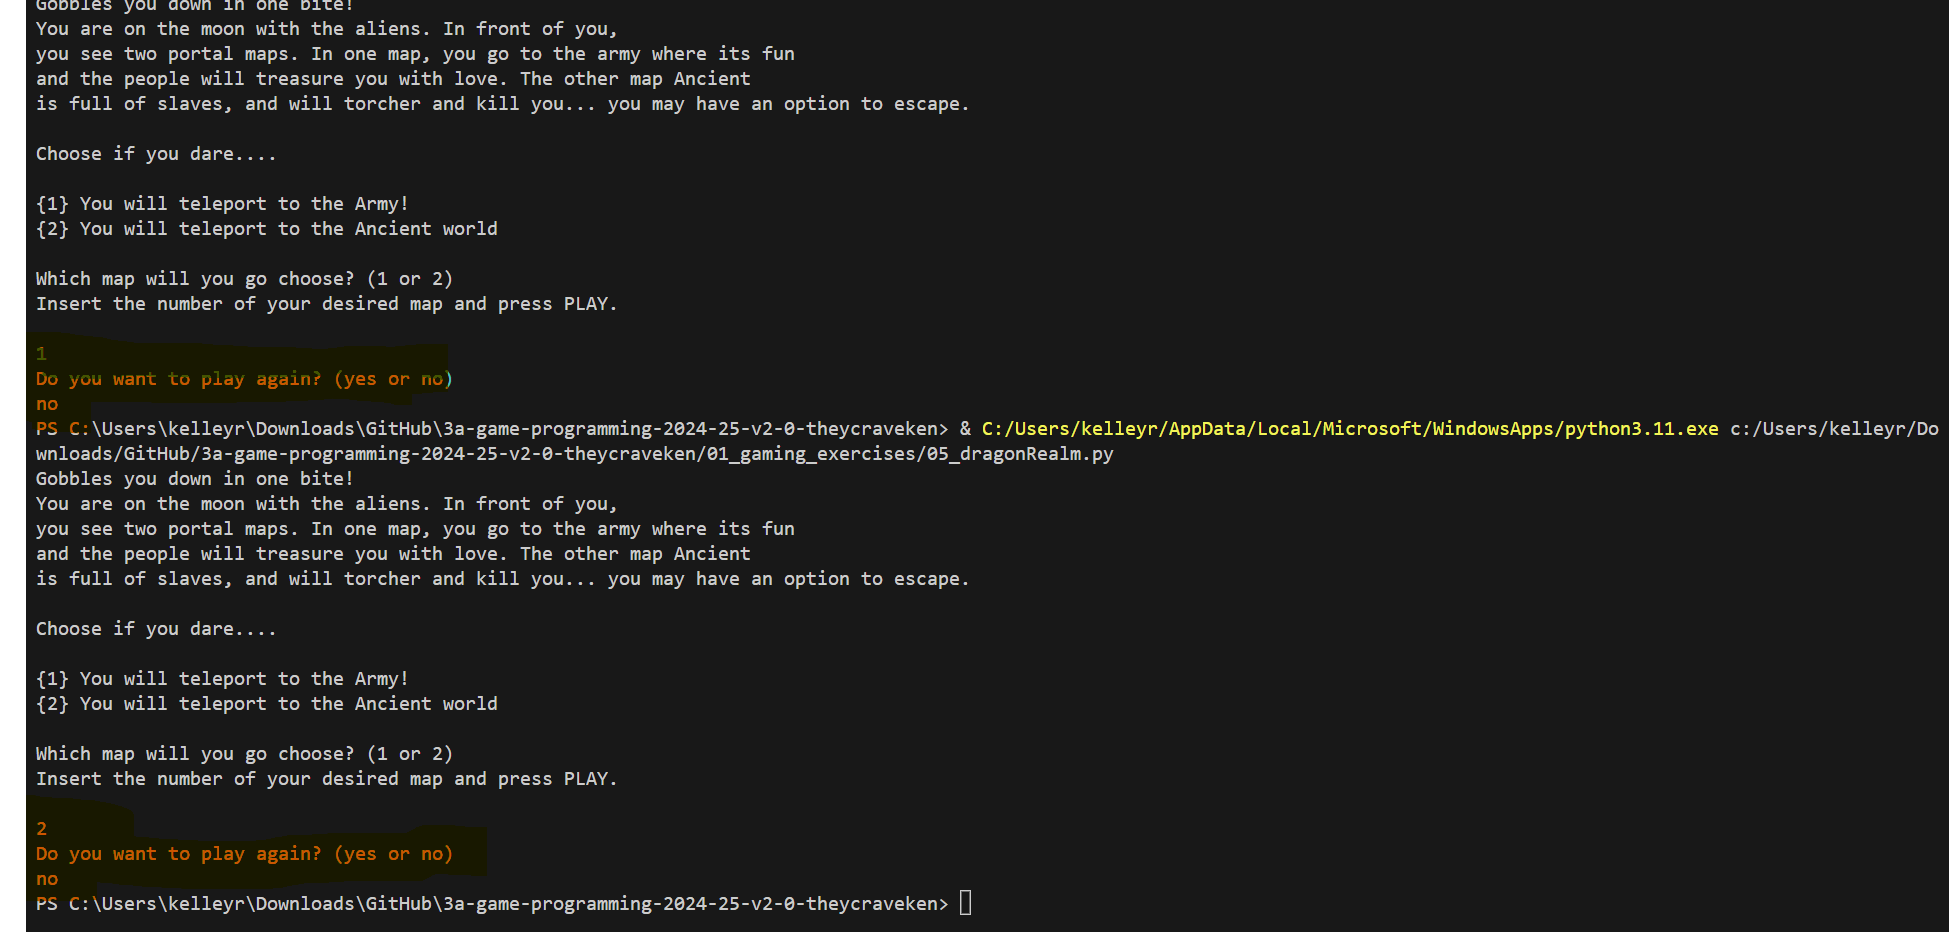 Gobbles you down in one bite!
You are on the moon with the aliens. In front of you,
you see two portal maps. In one map, you go to the army where its fun
and the people will treasure you with love. The other map Ancient
is full of slaves, and will torcher and kill you... you may have an option to escape.
Choose if you dare....
{1} You will teleport to the Army!
{2} You will teleport to the Ancient world
Which map will you go choose? (1 or 2)
Insert the number of your desired map and press PLAY.
1
Do you want to play again? (yes or no)
no
PS C:\Users\kelleyr\Downloads\GitHub\3a-game-programming-2024-25-v2-0-theycraveken> & C:/Users/kelleyr/AppData/Local/Microsoft/WindowsApps/python3.11.exe c:/Users/kelleyr/Do
wnloads/GitHub/3a-game-programming-2024-25-v2-0-theycraveken/01_gaming_exercises/05_dragonRealm.py
Gobbles you down in one bite!
You are on the moon with the aliens. In front of you,
you see two portal maps. In one map, you go to the army where its fun
and the people will treasure you with love. The other map Ancient
is full of slaves, and will torcher and kill you... you may have an option to escape.
Choose if you dare....
{1} You will teleport to the Army!
{2} You will teleport to the Ancient world
Which map will you go choose? (1 or 2)
Insert the number of your desired map and press PLAY.
2
Do you want to play again? (yes or no)
no
PS C:\Users\kelleyr\Downloads\GitHub\3a-game-programming-2024-25-v2-0-theycraveken>